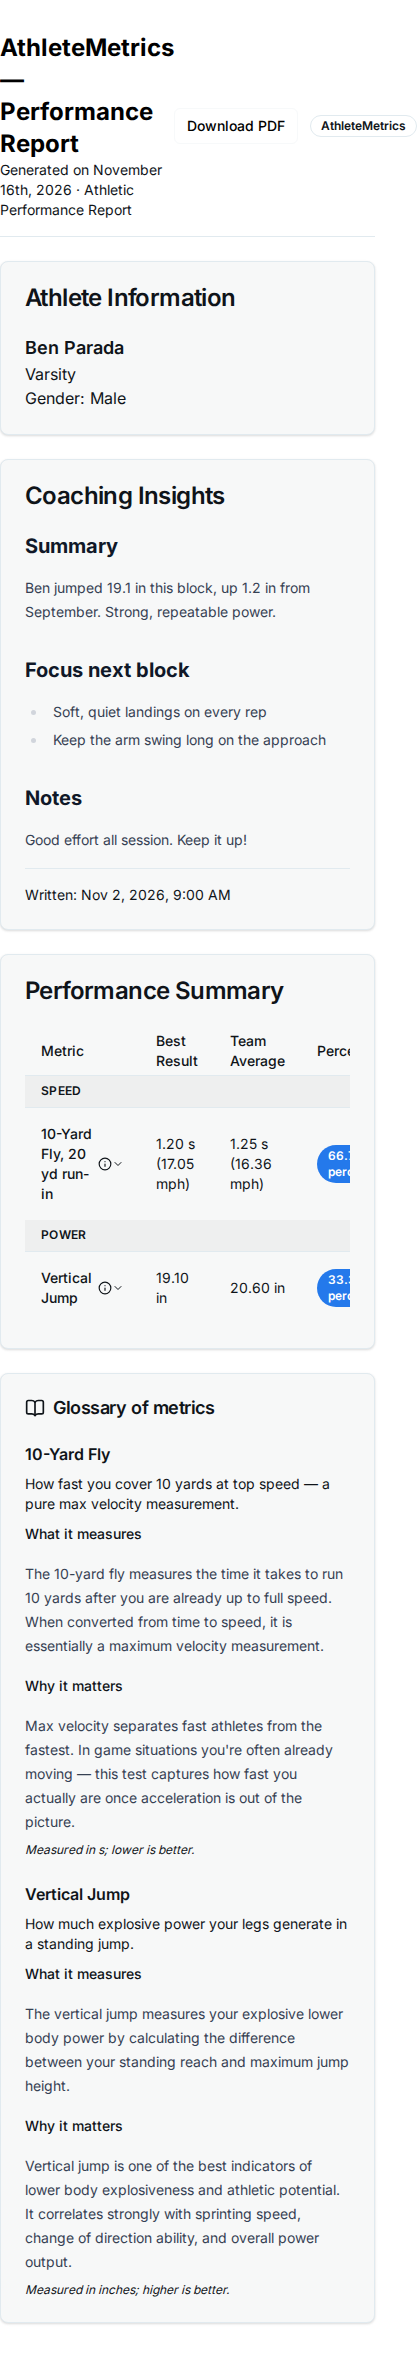 AthleteMetrics
—
Performance
Report
Generated on November
16th, 2026 · Athletic
Performance Report
Download PDF
AthleteMetrics
Athlete Information
Ben Parada
Varsity
Gender: Male
Coaching Insights
Summary
Ben jumped 19.1 in this block, up 1.2 in from
September. Strong, repeatable power.
Focus next block
Soft, quiet landings on every rep
Keep the arm swing long on the approach
Notes
Good effort all session. Keep it up!
Written: Nov 2, 2026, 9:00 AM
Performance Summary
Metric
Best
Result
Team
Average
SPEED
10-Yard
Fly, 20
yd run-
in
1.20 s
(17.05
mph)
1.25 s
(16.36
mph)
POWER
Vertical
Jump
19.10
in
20.60 in
Glossary of metrics
10-Yard Fly
How fast you cover 10 yards at top speed — a
pure max velocity measurement.
What it measures
The 10-yard fly measures the time it takes to run
10 yards after you are already up to full speed.
When converted from time to speed, it is
essentially a maximum velocity measurement.
Why it matters
Max velocity separates fast athletes from the
fastest. In game situations you're often already
moving — this test captures how fast you
actually are once acceleration is out of the
picture.
Measured in s; lower is better.
Vertical Jump
How much explosive power your legs generate in
a standing jump.
What it measures
The vertical jump measures your explosive lower
body power by calculating the difference
between your standing reach and maximum jump
height.
Why it matters
Vertical jump is one of the best indicators of
lower body explosiveness and athletic potential.
It correlates strongly with sprinting speed,
change of direction ability, and overall power
output.
Measured in inches; higher is better.